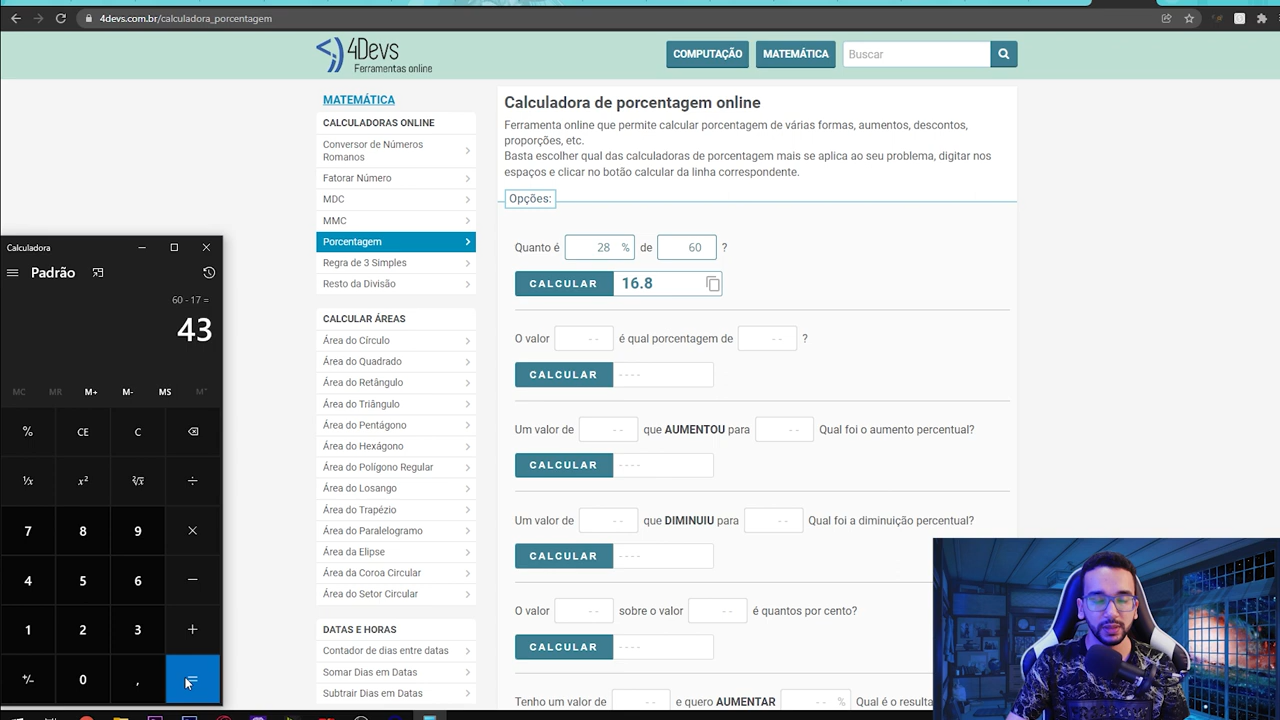 4devs.com.br/calculadora_porcentagem
4Devs
Ferramentas online
COMPUTAÇÃO
MATEMÁTICA
Buscar
MATEMÁTICA
CALCULADORAS ONLINE
Conversor de Números
Romanos
Fatorar Número
MDC
MMC
Porcentagem
Regra de 3 Simples
Resto da Divisão
CALCULAR ÁREAS
Área do Círculo
Área do Quadrado
Área do Retângulo
Área do Triângulo
Área do Pentágono
Área do Hexágono
Área do Polígono Regular
Área do Losango
Área do Trapézio
Área do Paralelogramo
Área da Elipse
Área da Coroa Circular
Área do Setor Circular
DATAS E HORAS
Contador de dias entre datas
Somar Dias em Datas
Subtrair Dias em Datas
Calculadora de porcentagem online
Ferramenta online que permite calcular porcentagem de várias formas, aumentos, descontos,
proporções, etc.
Basta escolher qual das calculadoras de porcentagem mais se aplica ao seu problema, digitar nos
espaços e clicar no botão calcular da linha correspondente.
Opções:
Quanto é 28 % de 60 ?
CALCULAR 16.8
O valor -- é qual porcentagem de -- ?
CALCULAR ----
Um valor de -- que AUMENTOU para -- Qual foi o aumento percentual?
CALCULAR ----
Um valor de -- que DIMINUIU para -- Qual foi a diminuição percentual?
CALCULAR ----
O valor -- sobre o valor -- é quantos por cento?
CALCULAR ----
Tenho um valor de -- e quero AUMENTAR -- % Qual é o resulta
Calculadora
Padrão
60 - 17 =
43
MC MR M+ M- MS M˅
% CE C ⌫
¹/x x² ²√x ÷
7 8 9 ×
4 5 6 −
1 2 3 +
+/- 0 , =